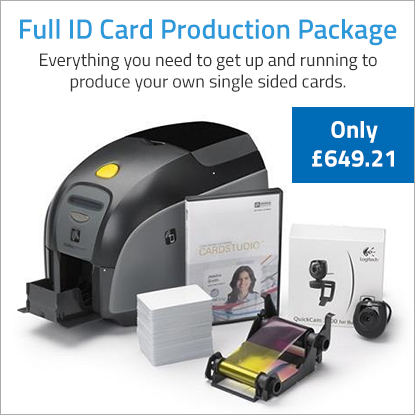 Full ID Card Production Package
Everything you need to get up and running to
produce your own single sided cards.
Only
£649.21
CARDSTUDIO
Logitech
QuickCam